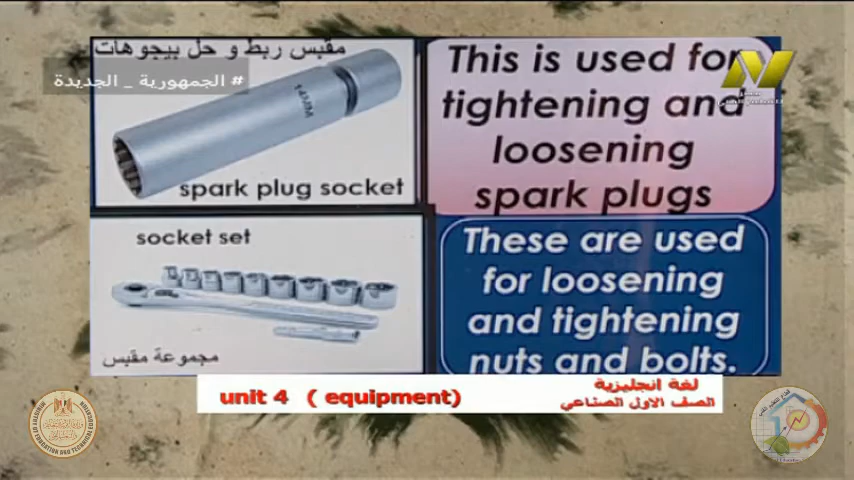 مقبس ربط و حل بيجوهات
# الجمهورية _ الجديدة
14MM
spark plug socket
This is used for
tightening and
loosening
spark plugs
socket set
مجموعة مقبس
These are used
for loosening
and tightening
nuts and bolts.
unit 4 ( equipment)
لغة انجليزية
الصف الاول الصناعي